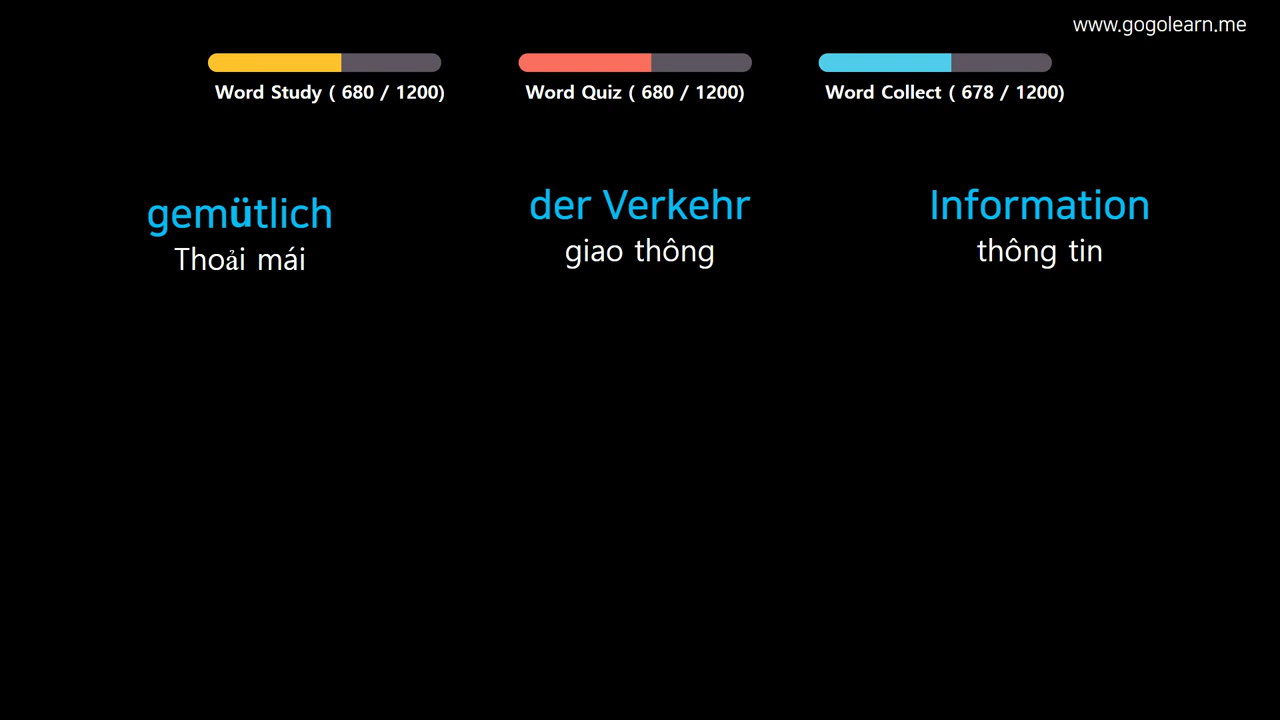 www.gogolearn.me
Word Study ( 680 / 1200)
Word Quiz ( 680 / 1200)
Word Collect ( 678 / 1200)
gemütlich
Thoải mái
der Verkehr
giao thông
Information
thông tin